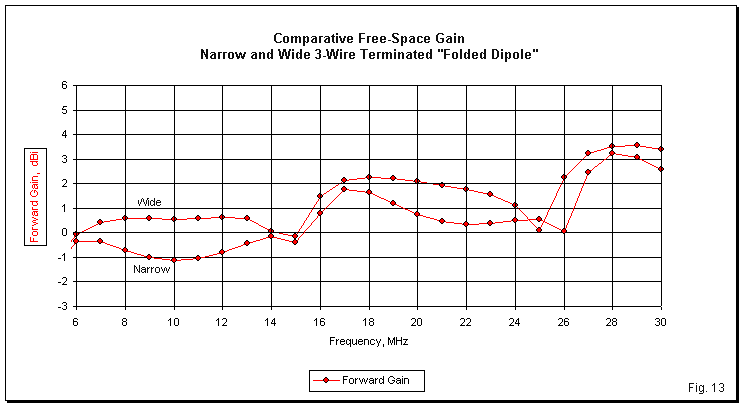 Comparative Free-Space Gain
Narrow and Wide 3-Wire Terminated "Folded Dipole"
6
5
4
3
2
1
0
-1
-2
-3
Forward Gain, dBi
Wide
Narrow
6 8 10 12 14 16 18 20 22 24 26 28 30
Frequency, MHz
Forward Gain
Fig. 13